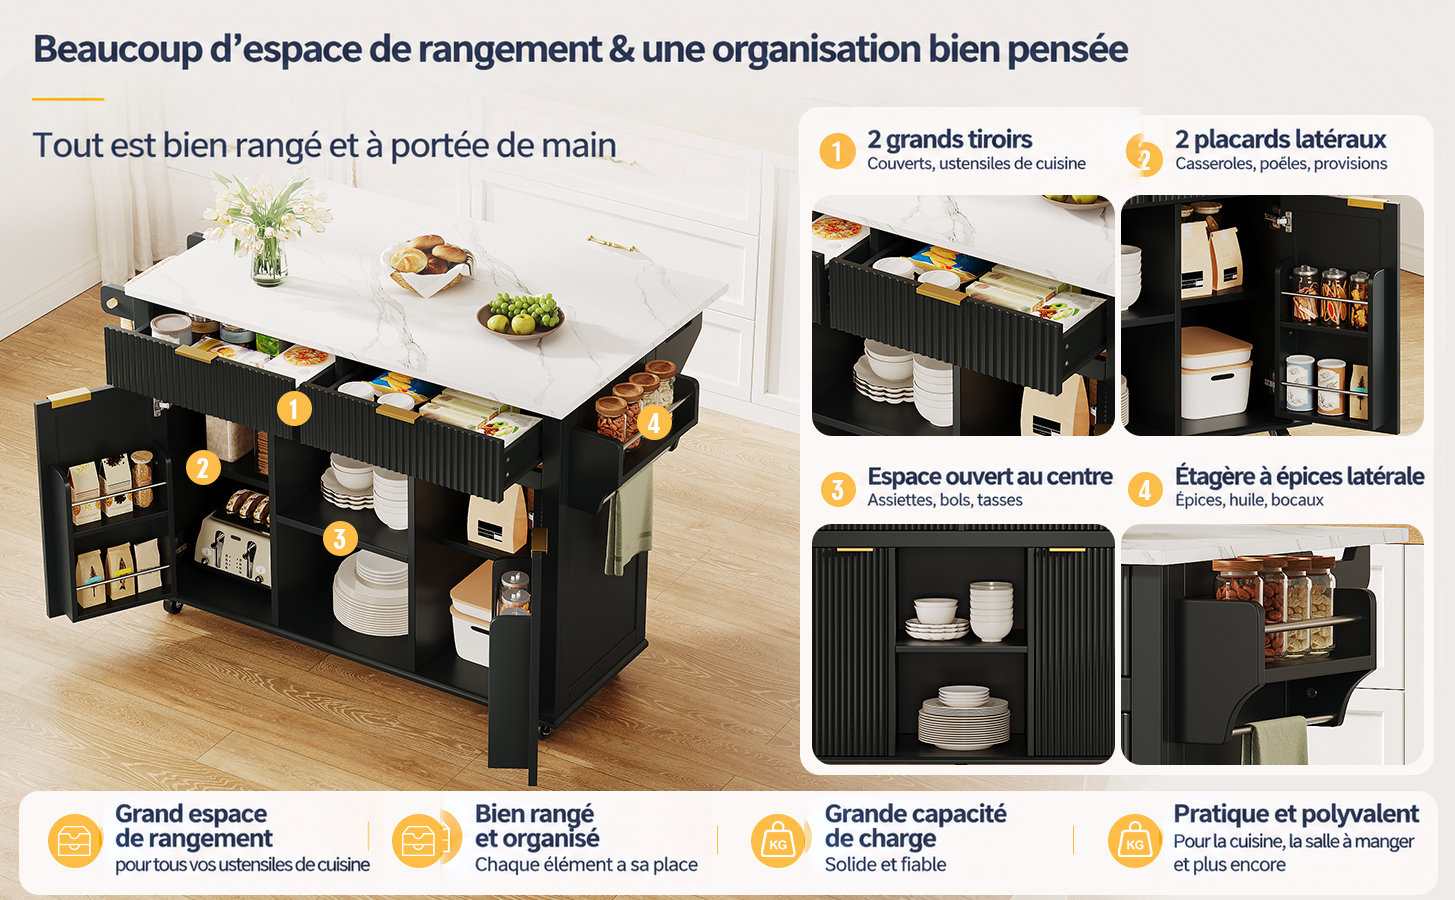 Beaucoup d’espace de rangement & une organisation bien pensée
Tout est bien rangé et à portée de main
1
2 grands tiroirs
Couverts, ustensiles de cuisine
2
2 placards latéraux
Casseroles, poêles, provisions
3
Espace ouvert au centre
Assiettes, bols, tasses
4
Étagère à épices latérale
Épices, huile, bocaux
1
2
3
4
Grand espace
de rangement
pour tous vos ustensiles de cuisine
Bien rangé
et organisé
Chaque élément a sa place
KG
Grande capacité
de charge
Solide et fiable
KG
Pratique et polyvalent
Pour la cuisine, la salle à manger
et plus encore